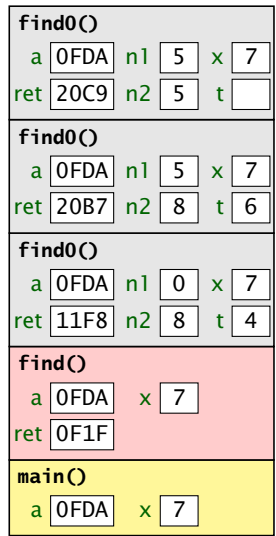 find0()
a 0FDA n1 5 x 7
ret 20C9 n2 5 t
find0()
a 0FDA n1 5 x 7
ret 20B7 n2 8 t 6
find0()
a 0FDA n1 0 x 7
ret 11F8 n2 8 t 4
find()
a 0FDA x 7
ret 0F1F
main()
a 0FDA x 7